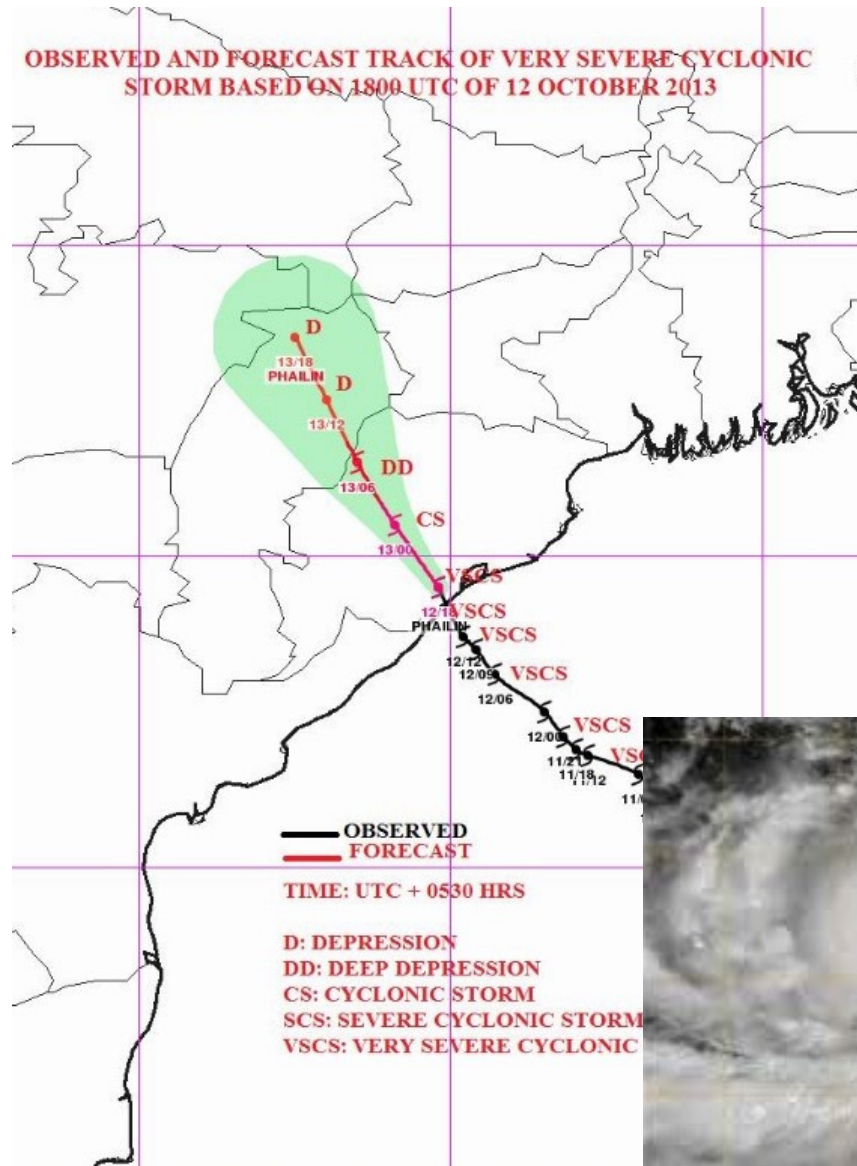 OBSERVED AND FORECAST TRACK OF VERY SEVERE CYCLONIC
STORM BASED ON 1800 UTC OF 12 OCTOBER 2013
D
13/18
PHAILIN
D
13/12
DD
13/06
CS
13/00
VSCS
12/18
VSCS
PHAILIN
VSCS
12/12
12/09
VSCS
12/06
VSCS
12/00
11/21
11/18
11/12
OBSERVED
FORECAST
TIME: UTC + 0530 HRS
D: DEPRESSION
DD: DEEP DEPRESSION
CS: CYCLONIC STORM
SCS: SEVERE CYCLONIC STORM
VSCS: VERY SEVERE CYCLONIC